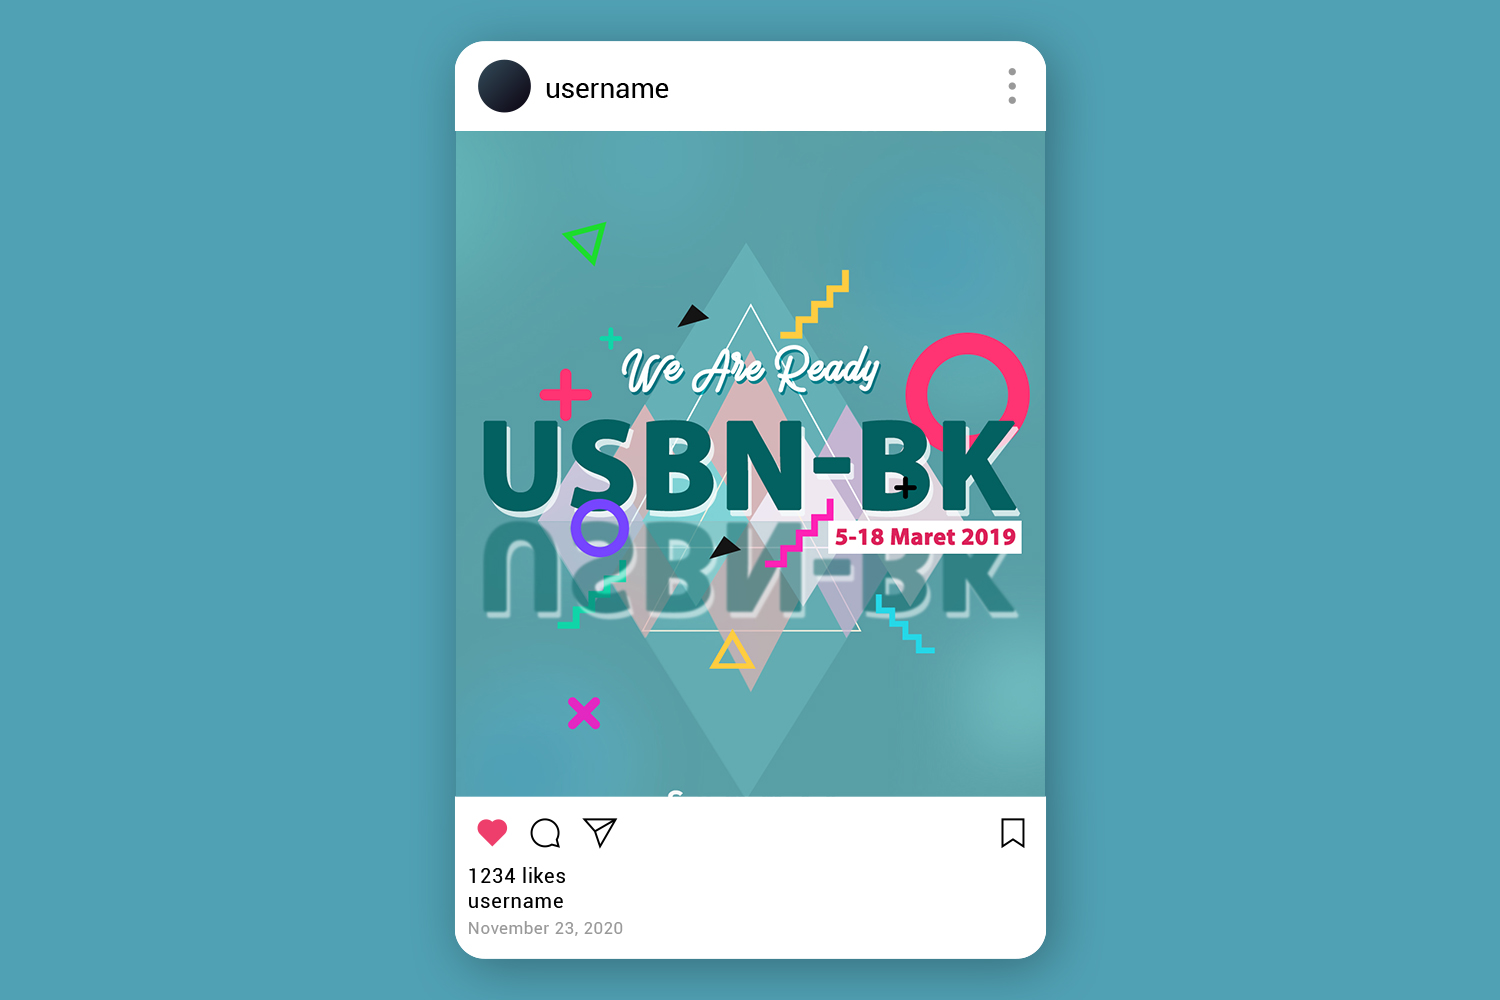 username
We Are Ready
USBN-BK
5-18 Maret 2019
1234 likes
username
November 23, 2020